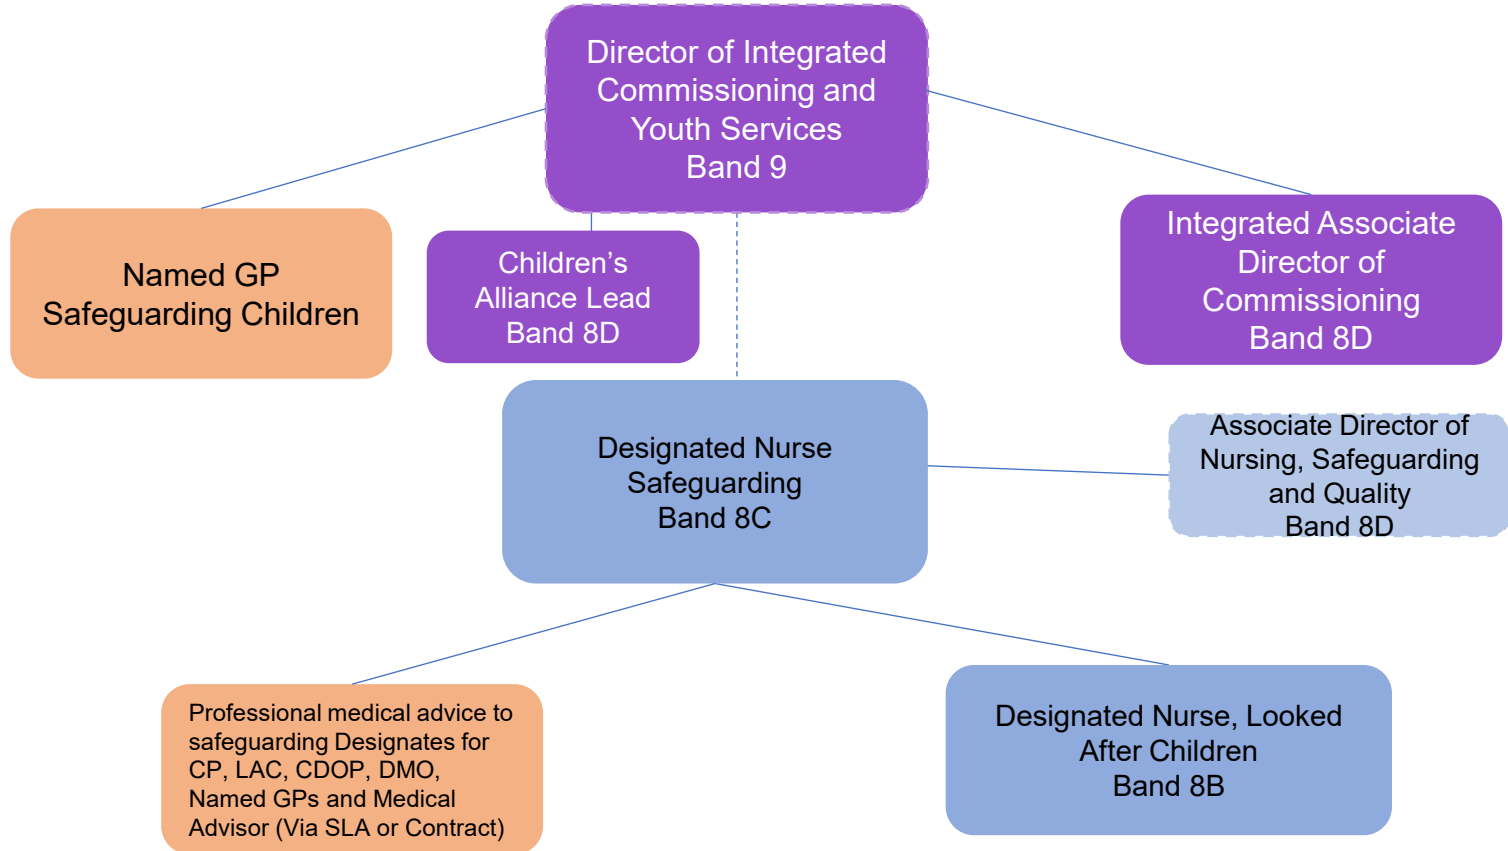 Director of Integrated
Commissioning and
Youth Services
Band 9
Named GP
Safeguarding Children
Children’s
Alliance Lead
Band 8D
Integrated Associate
Director of
Commissioning
Band 8D
Designated Nurse
Safeguarding
Band 8C
Associate Director of
Nursing, Safeguarding
and Quality
Band 8D
Professional medical advice to
safeguarding Designates for
CP, LAC, CDOP, DMO,
Named GPs and Medical
Advisor (Via SLA or Contract)
Designated Nurse, Looked
After Children
Band 8B